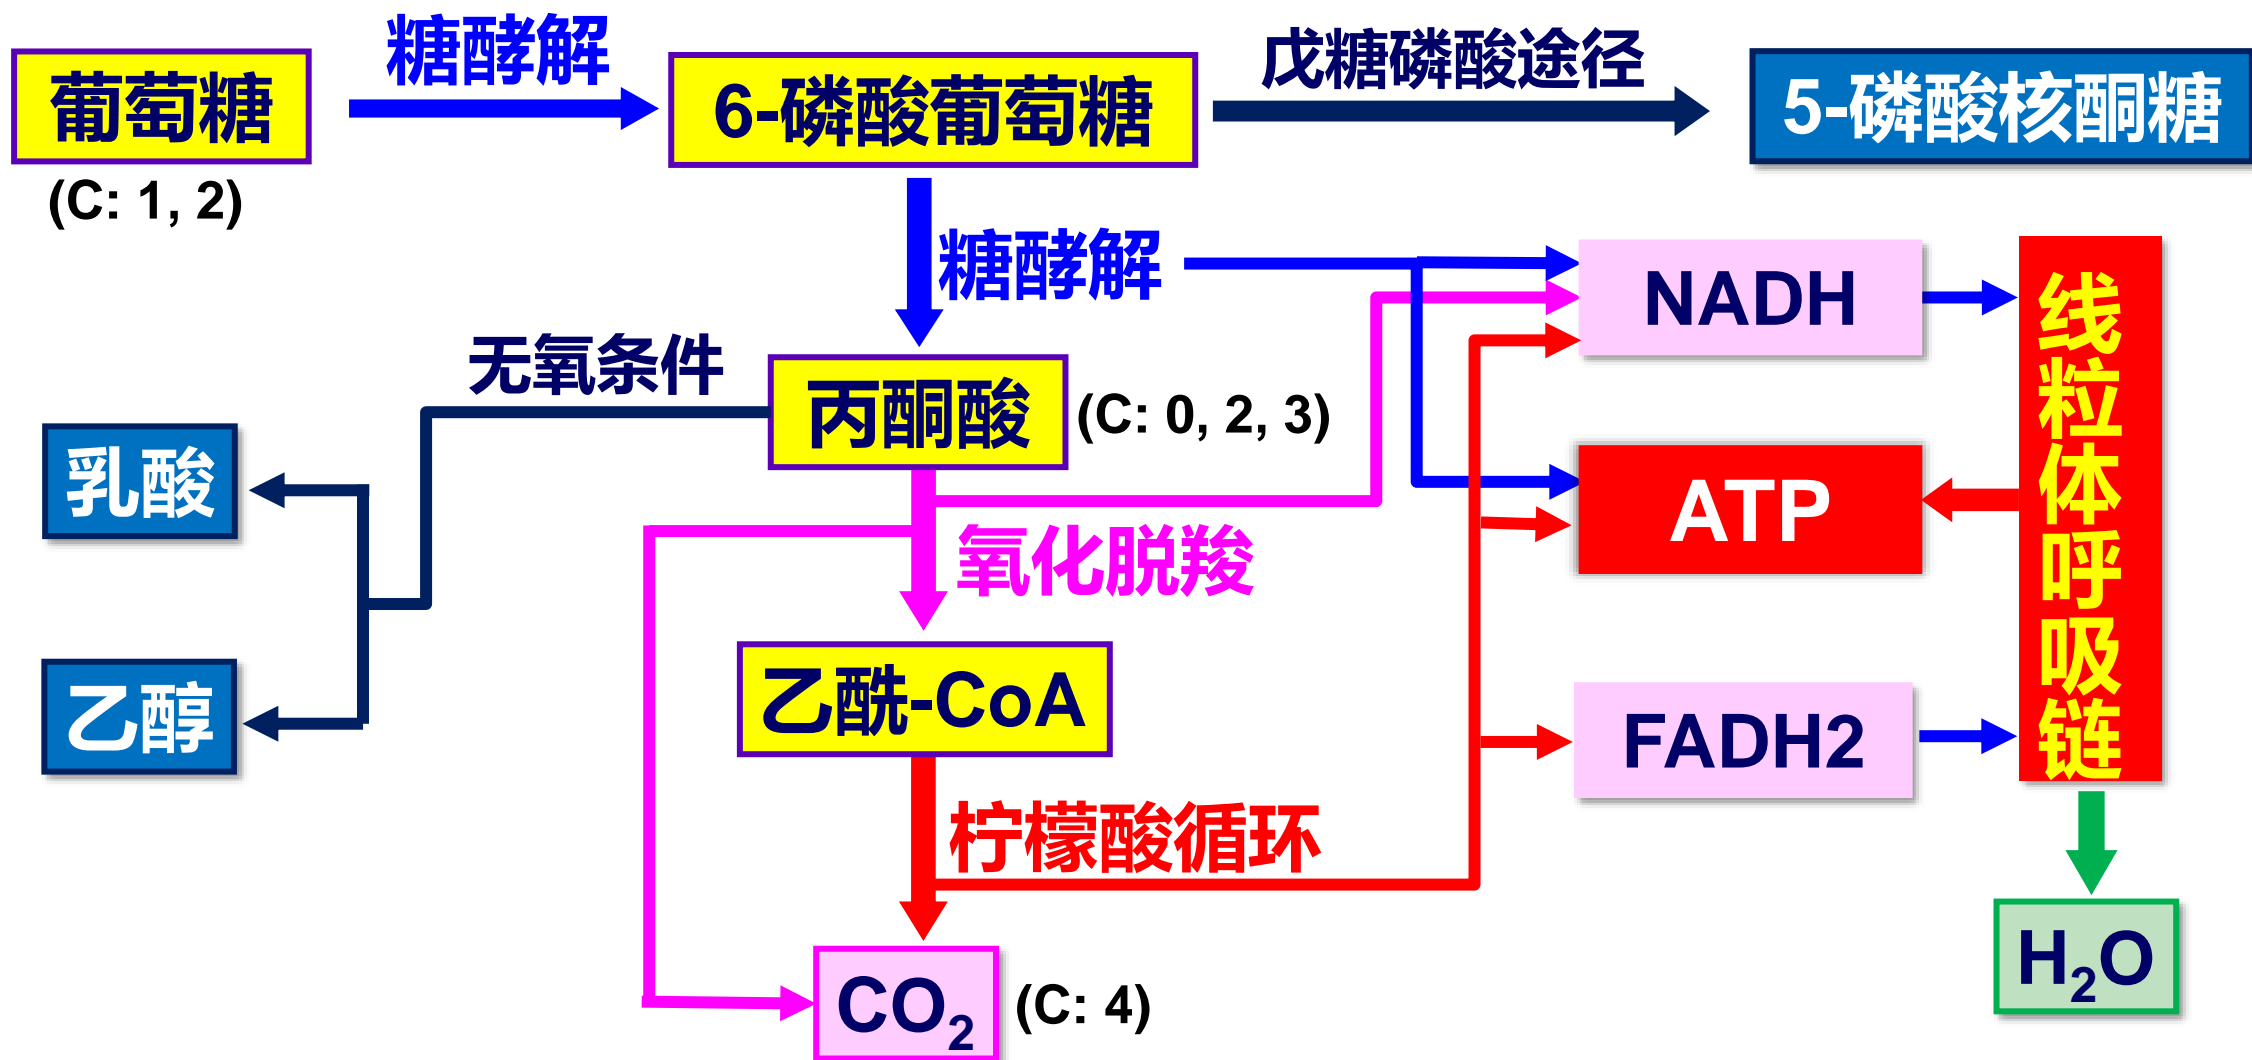 糖酵解
戊糖磷酸途径
葡萄糖
6-磷酸葡萄糖
5-磷酸核酮糖
(C: 1, 2)
糖酵解
NADH
线粒体呼吸链
无氧条件
丙酮酸
(C: 0, 2, 3)
乳酸
ATP
氧化脱羧
乙醇
乙酰-CoA
FADH2
柠檬酸循环
CO₂
(C: 4)
H₂O